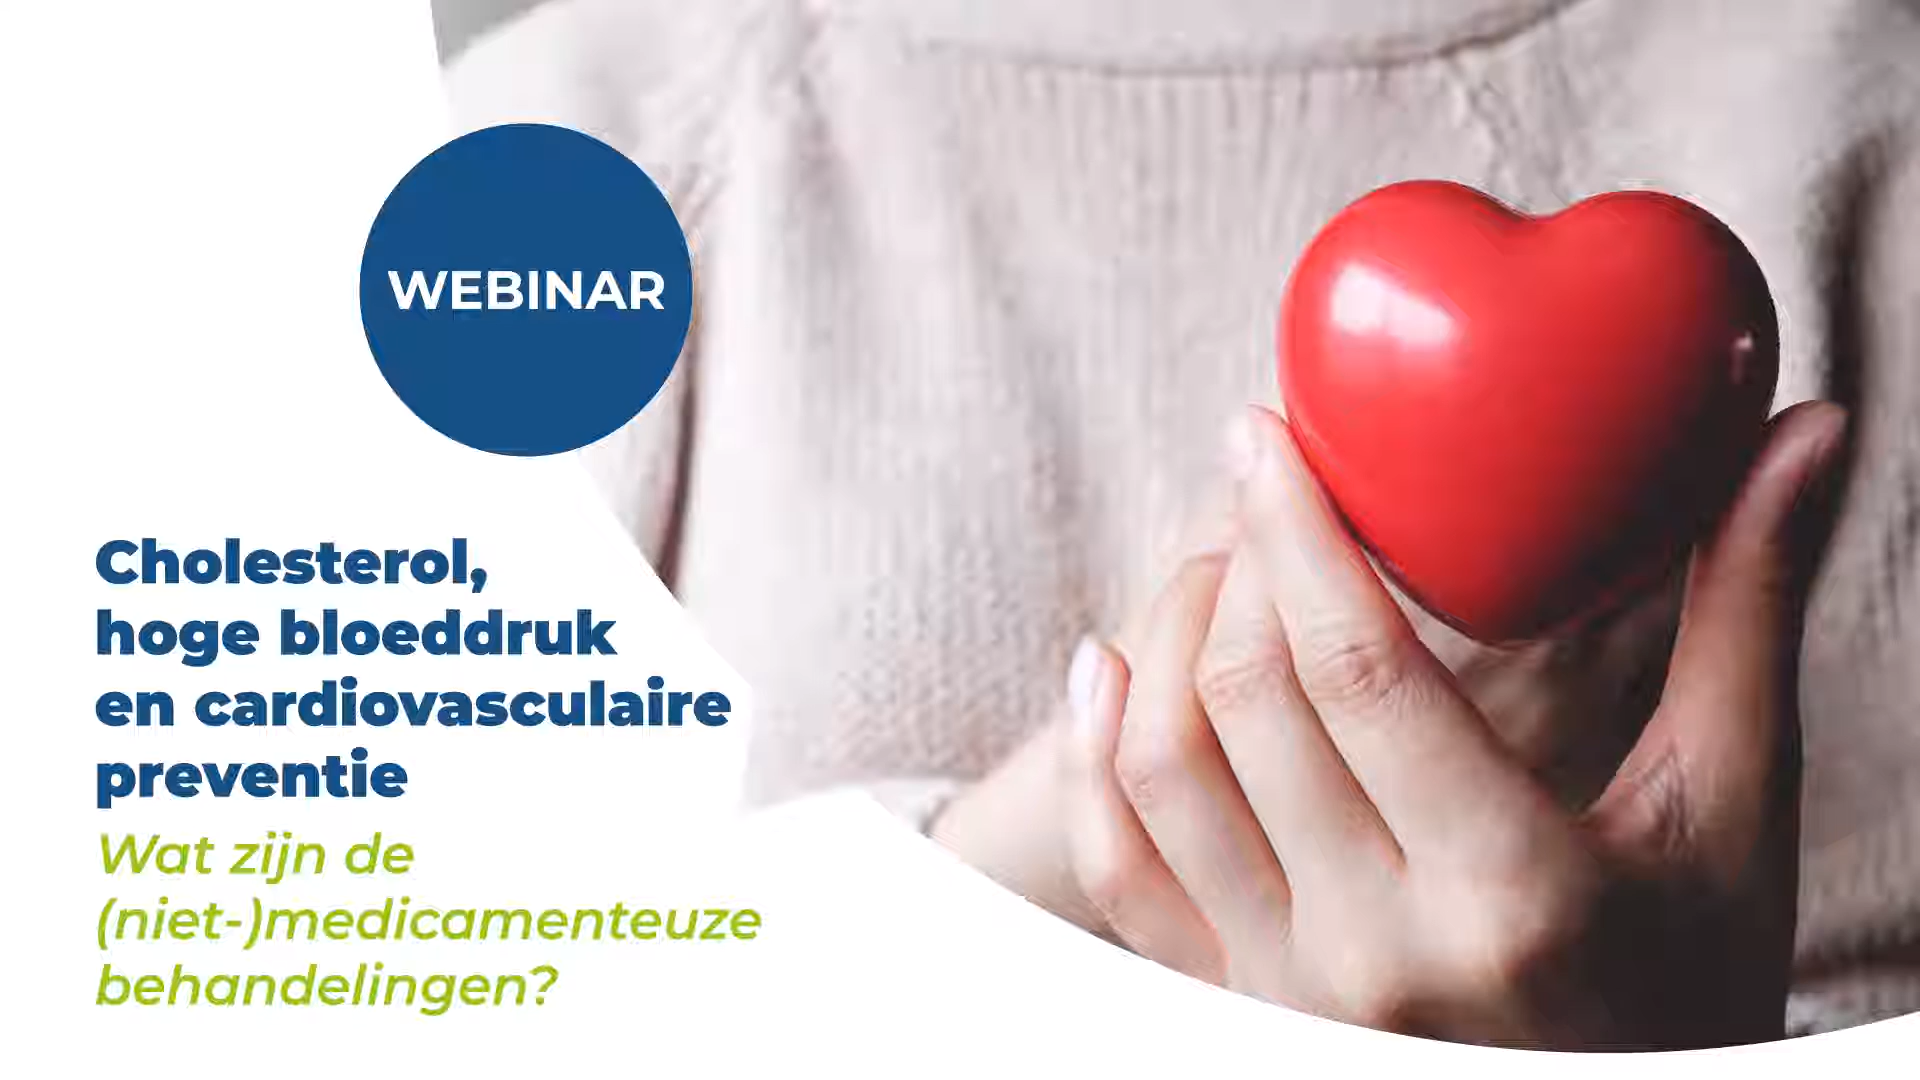 WEBINAR
Cholesterol,
hoge bloeddruk
en cardiovasculaire
preventie
Wat zijn de
(niet-)medicamenteuze
behandelingen?